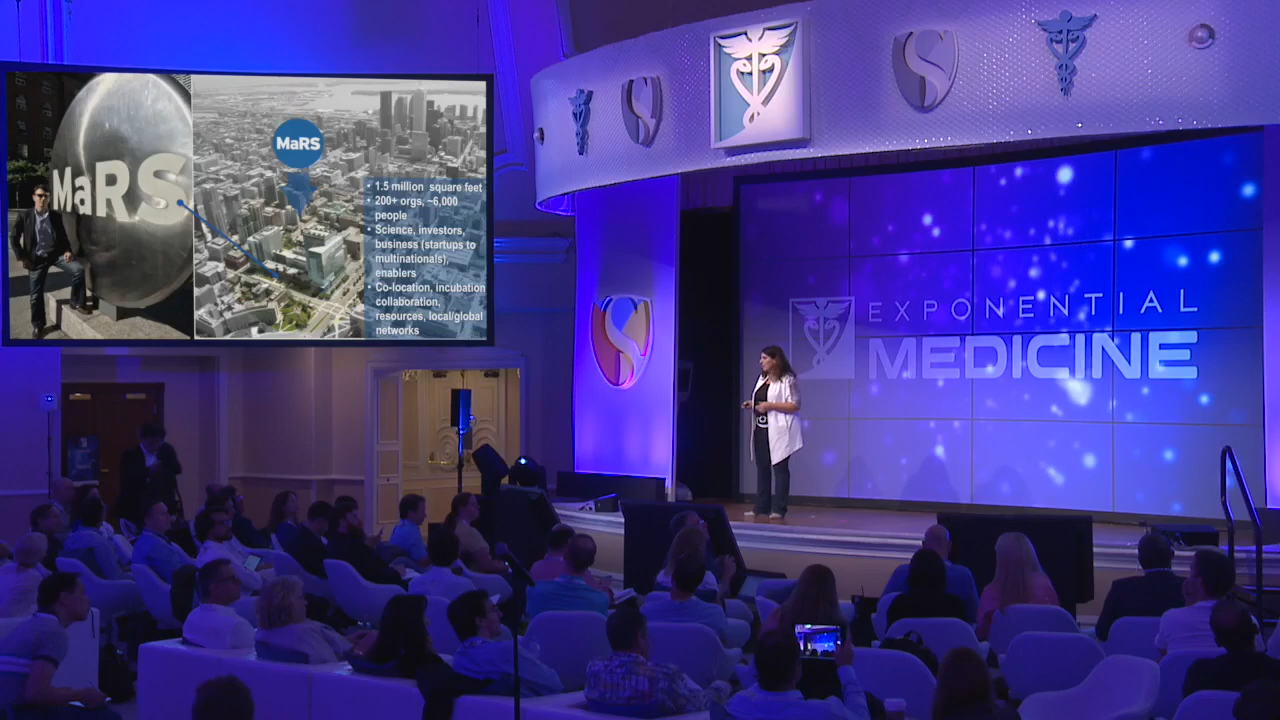 MaRS
MaRS
• 1.5 million square feet
• 200+ orgs, ~6,000
people
• Science, investors,
business (startups to
multinationals),
enablers
• Co-location, incubation
collaboration,
resources, local/global
networks
EXPONENTIAL
MEDICINE